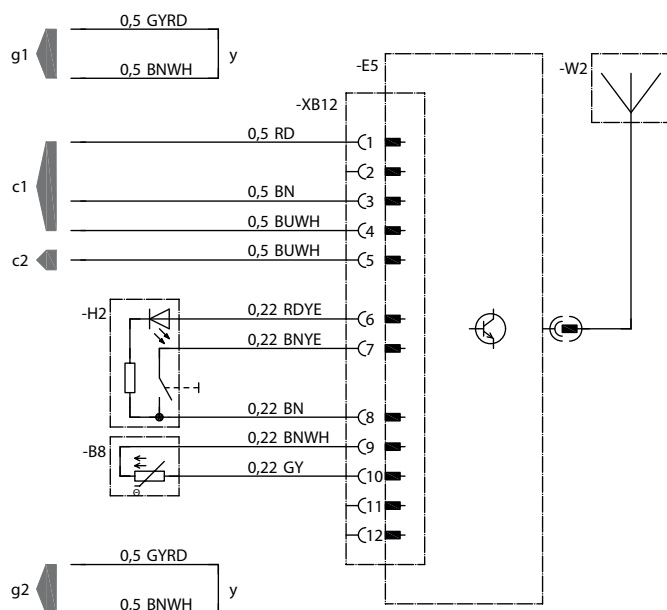 0,5 GYRD
g1
y
0,5 BNWH
-E5
-W2
-XB12
0,5 RD
1
2
c1
0,5 BN
3
0,5 BUWH
4
c2
0,5 BUWH
5
-H2
0,22 RDYE
6
0,22 BNYE
7
0,22 BN
8
-B8
0,22 BNWH
9
0,22 GY
10
11
12
0,5 GYRD
g2
y
0,5 BNWH